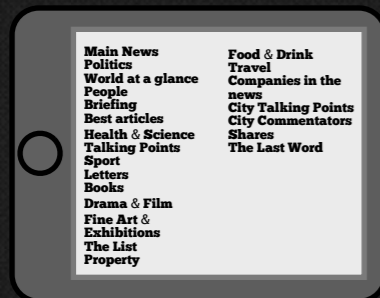 Main News
Politics
World at a glance
People
Briefing
Best articles
Health & Science
Talking Points
Sport
Letters
Books
Drama & Film
Fine Art &
Exhibitions
The List
Property
Food & Drink
Travel
Companies in the
news
City Talking Points
City Commentators
Shares
The Last Word